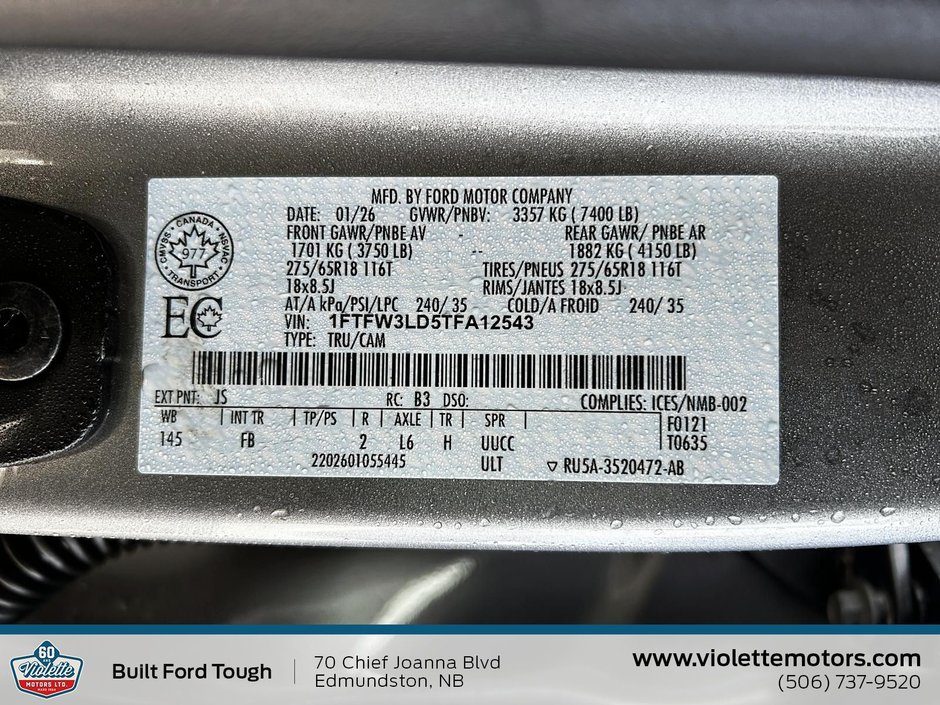 MFD. BY FORD MOTOR COMPANY
DATE: 01/26 GVWR/PNBV: 3357 KG ( 7400 LB)
FRONT GAWR/PNBE AV - REAR GAWR/ PNBE AR
1701 KG ( 3750 LB) -- 1882 KG ( 4150 LB)
275/65R18 116T TIRES/PNEUS 275/65R18 116T
18x8.5J RIMS/JANTES 18x8.5J
AT/A kPa/PSI/LPC 240/ 35 COLD/A FROID 240/ 35
VIN: 1FTFW3LD5TFA12543
TYPE: TRU/CAM
CANADA
CMVSS 977 NSVAC
TRANSPORT
EC
EXT PNT: JS RC: B3 DSO: COMPLIES: ICES/NMB-002
WB INT TR TP/PS R AXLE TR SPR F0121
145 FB 2 L6 H UUCC T0635
2202601055445 ULT RU5A-3520472-AB
60
Violette
MOTORS LTD.
Built Ford Tough
70 Chief Joanna Blvd
Edmundston, NB
www.violettemotors.com
(506) 737-9520